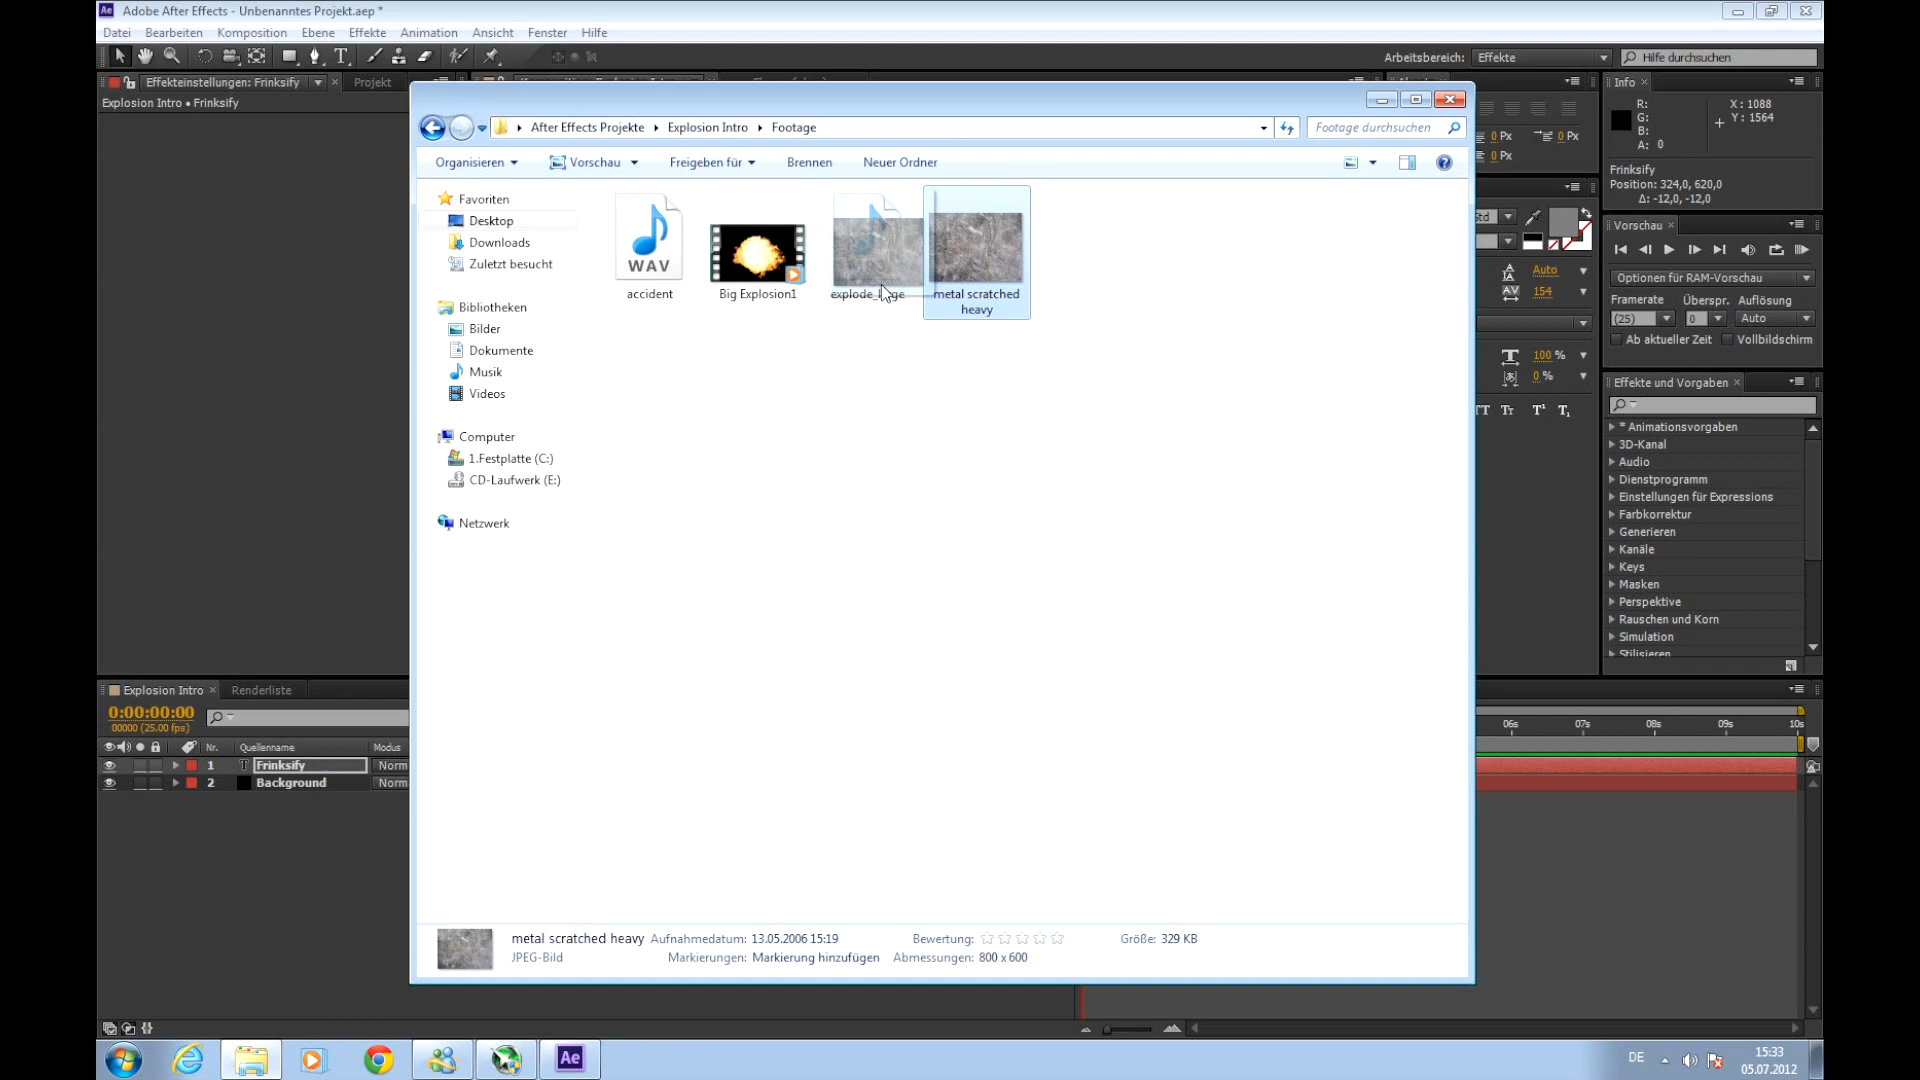 Adobe After Effects - Unbenanntes Projekt.aep *
Datei Bearbeiten Komposition Ebene Effekte Animation Ansicht Fenster Hilfe
Arbeitsbereich: Effekte Hilfe durchsuchen
Effekteinstellungen: Frinksify Projekt
Explosion Intro • Frinksify
After Effects Projekte Explosion Intro Footage
Footage durchsuchen
Organisieren Vorschau Freigeben für Brennen Neuer Ordner
Favoriten
Desktop
Downloads
Zuletzt besucht
Bibliotheken
Bilder
Dokumente
Musik
Videos
Computer
1.Festplatte (C:)
CD-Laufwerk (E:)
Netzwerk
WAV
accident
Big Explosion1
metal scratched
heavy
metal scratched heavy Aufnahmedatum: 13.05.2006 15:19 Bewertung: Größe: 329 KB
JPEG-Bild Markierungen: Markierung hinzufügen Abmessungen: 800 x 600
0 Px 0 Px
0 Px
Auto
154
100 %
0 %
Info
R:
G:
B:
A: 0
X: 1088
Y: 1564
Frinksify
Position: 324,0, 620,0
Δ: -12,0, -12,0
Vorschau
Optionen für RAM-Vorschau
Framerate Überspr. Auflösung
(25) 0 Auto
Ab aktueller Zeit Vollbildschirm
Effekte und Vorgaben
* Animationsvorgaben
3D-Kanal
Audio
Dienstprogramm
Einstellungen für Expressions
Farbkorrektur
Generieren
Kanäle
Keys
Masken
Perspektive
Rauschen und Korn
Simulation
Stilisieren
Explosion Intro Renderliste
0:00:00:00
00000 (25.00 fps)
Nr. Quellenname Modus
1 T Frinksify Norm
2 Background Norm
06s 07s 08s 09s 10s
Ae
DE
15:33
05.07.2012